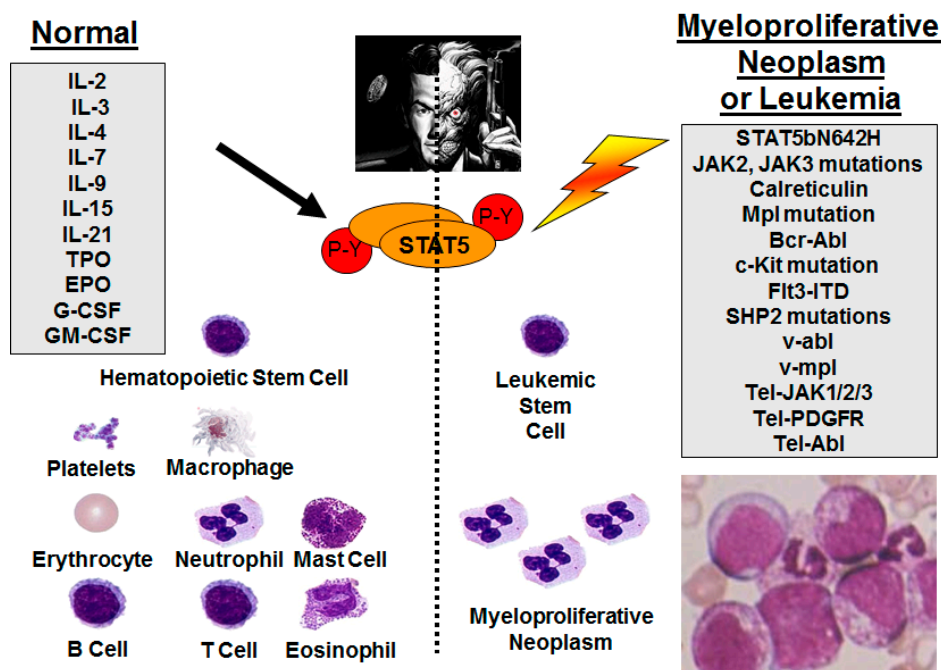 Normal
IL-2
IL-3
IL-4
IL-7
IL-9
IL-15
IL-21
TPO
EPO
G-CSF
GM-CSF
Myeloproliferative
Neoplasm
or Leukemia
STAT5bN642H
JAK2, JAK3 mutations
Calreticulin
Mpl mutation
Bcr-Abl
c-Kit mutation
Flt3-ITD
SHP2 mutations
v-abl
v-mpl
Tel-JAK1/2/3
Tel-PDGFR
Tel-Abl
P-Y
STAT5
P-Y
Hematopoietic Stem Cell
Platelets
Macrophage
Erythrocyte
Neutrophil
Mast Cell
B Cell
T Cell
Eosinophil
Leukemic
Stem
Cell
Myeloproliferative
Neoplasm